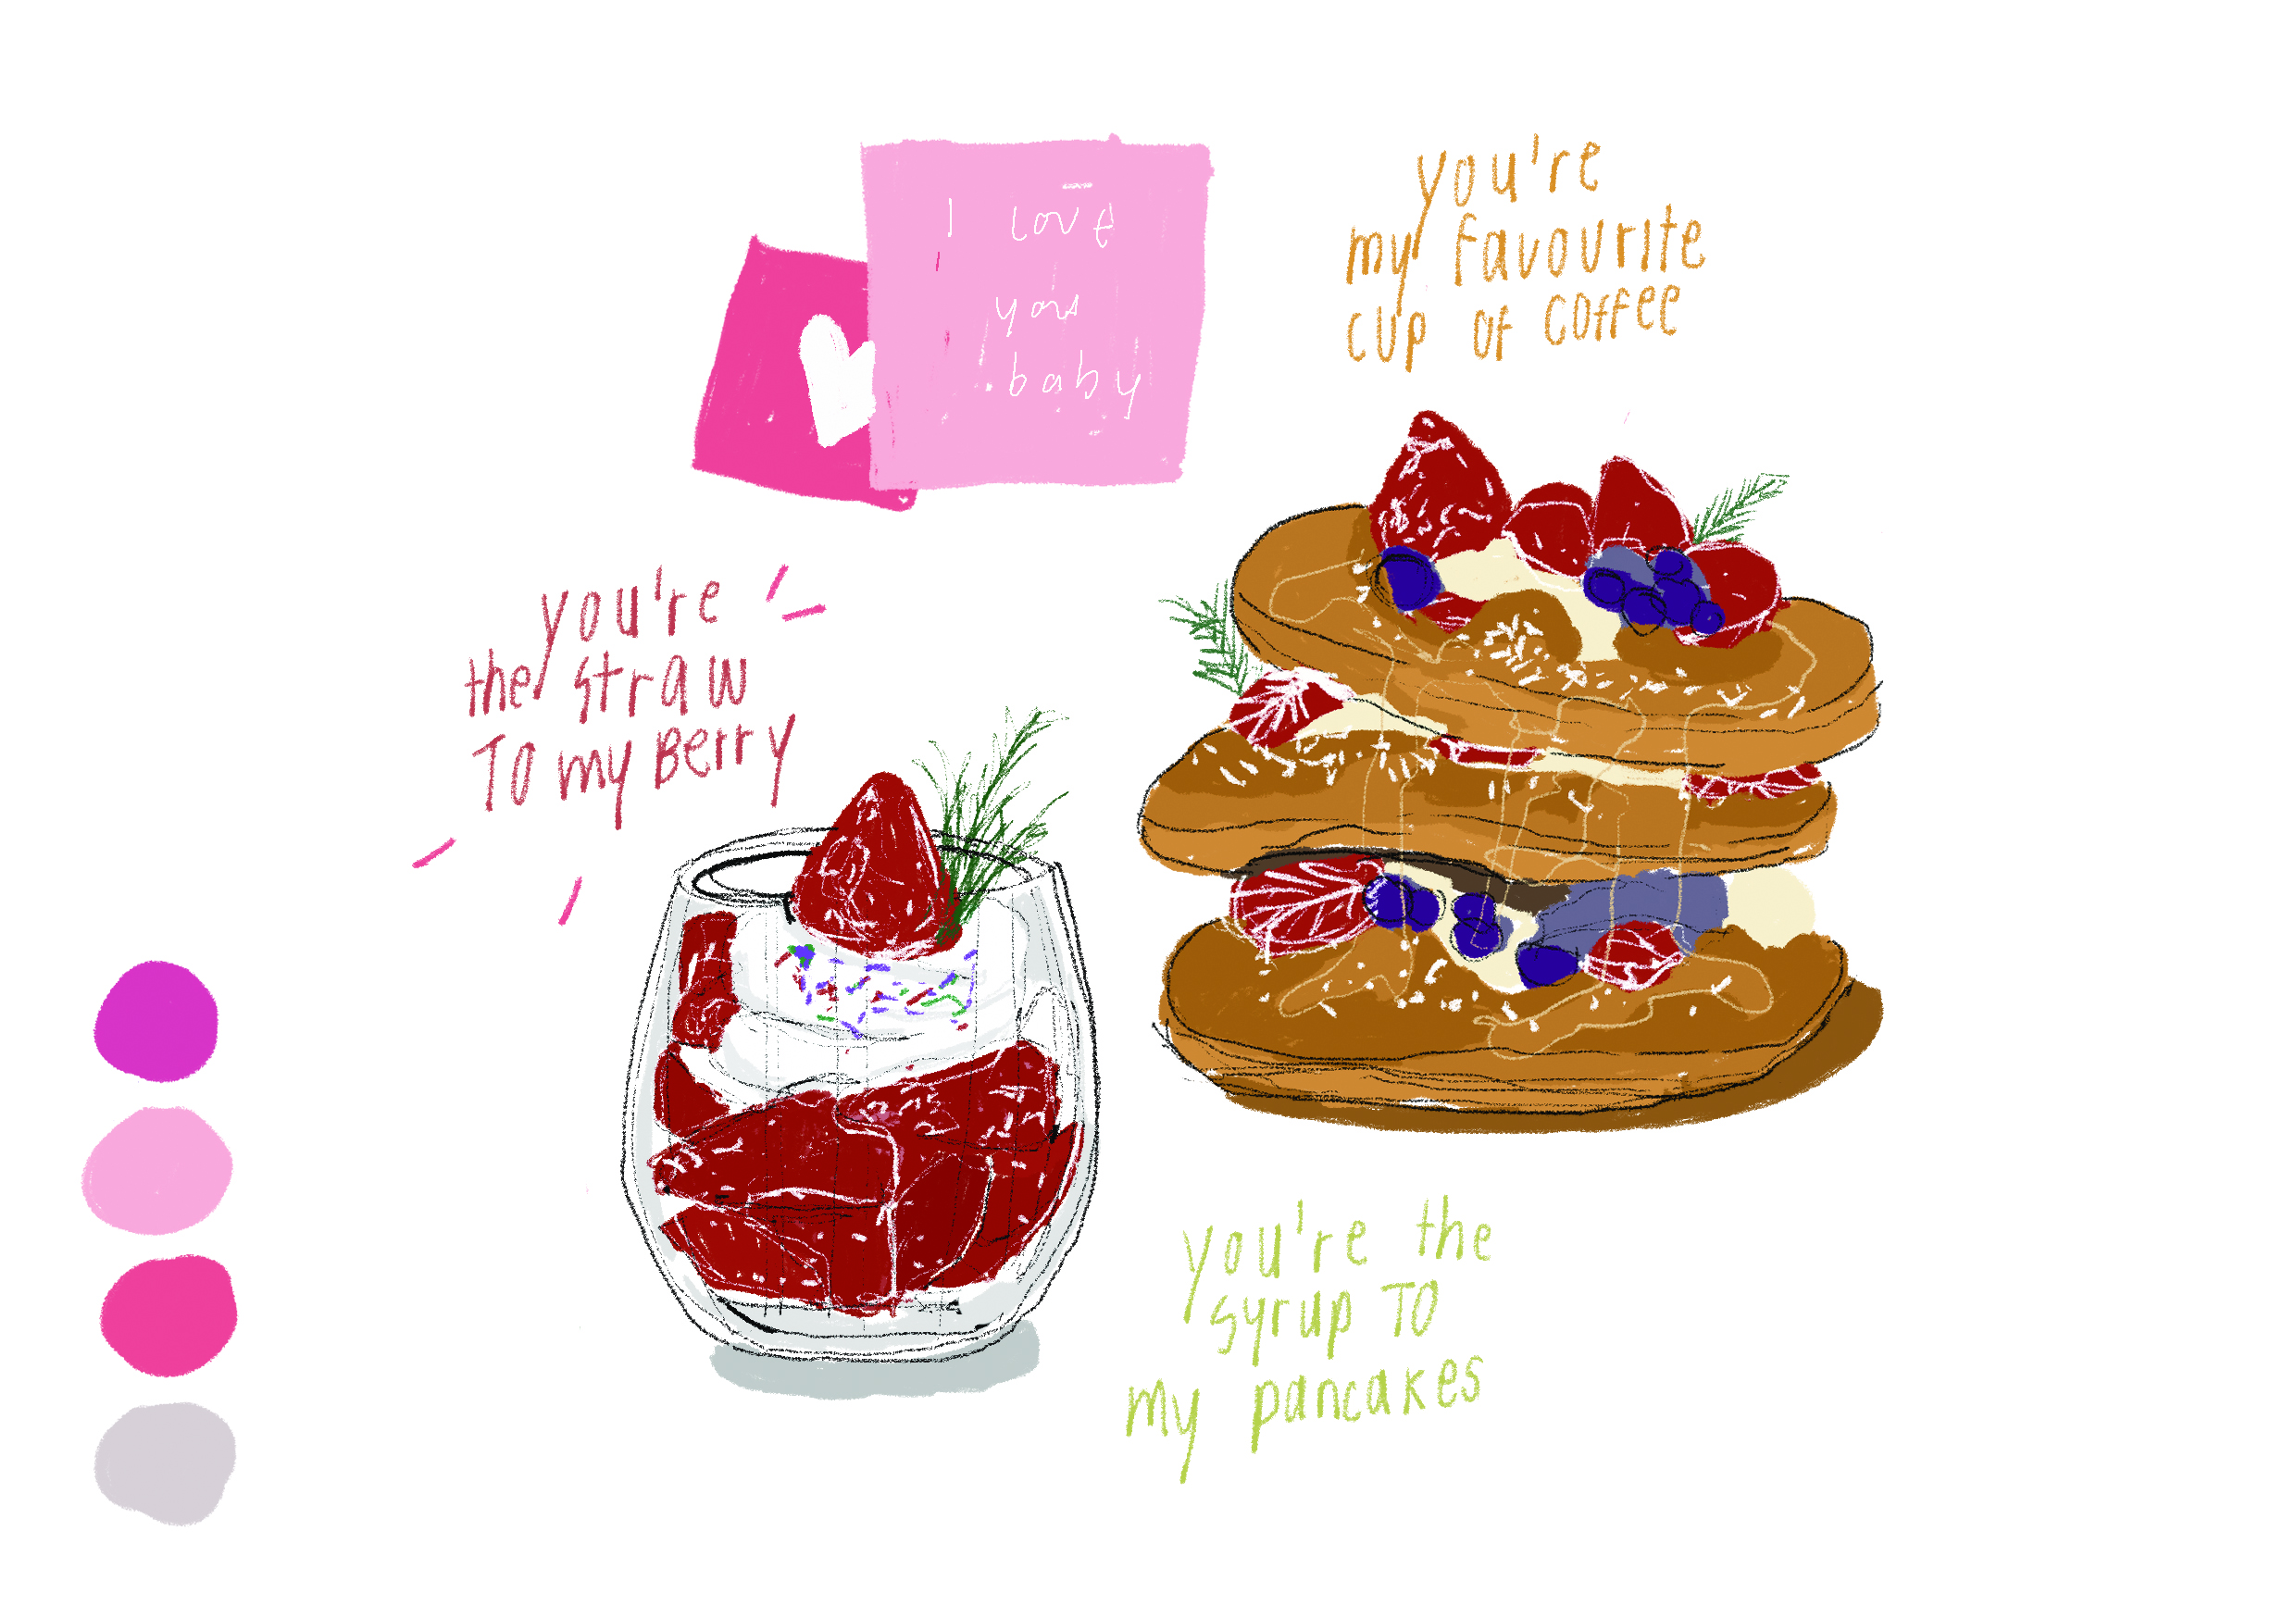 I love
you
baby
you're
my favourite
cup of coffee
you're
the straw
To my Berry
you're the
syrup To
my pancakes